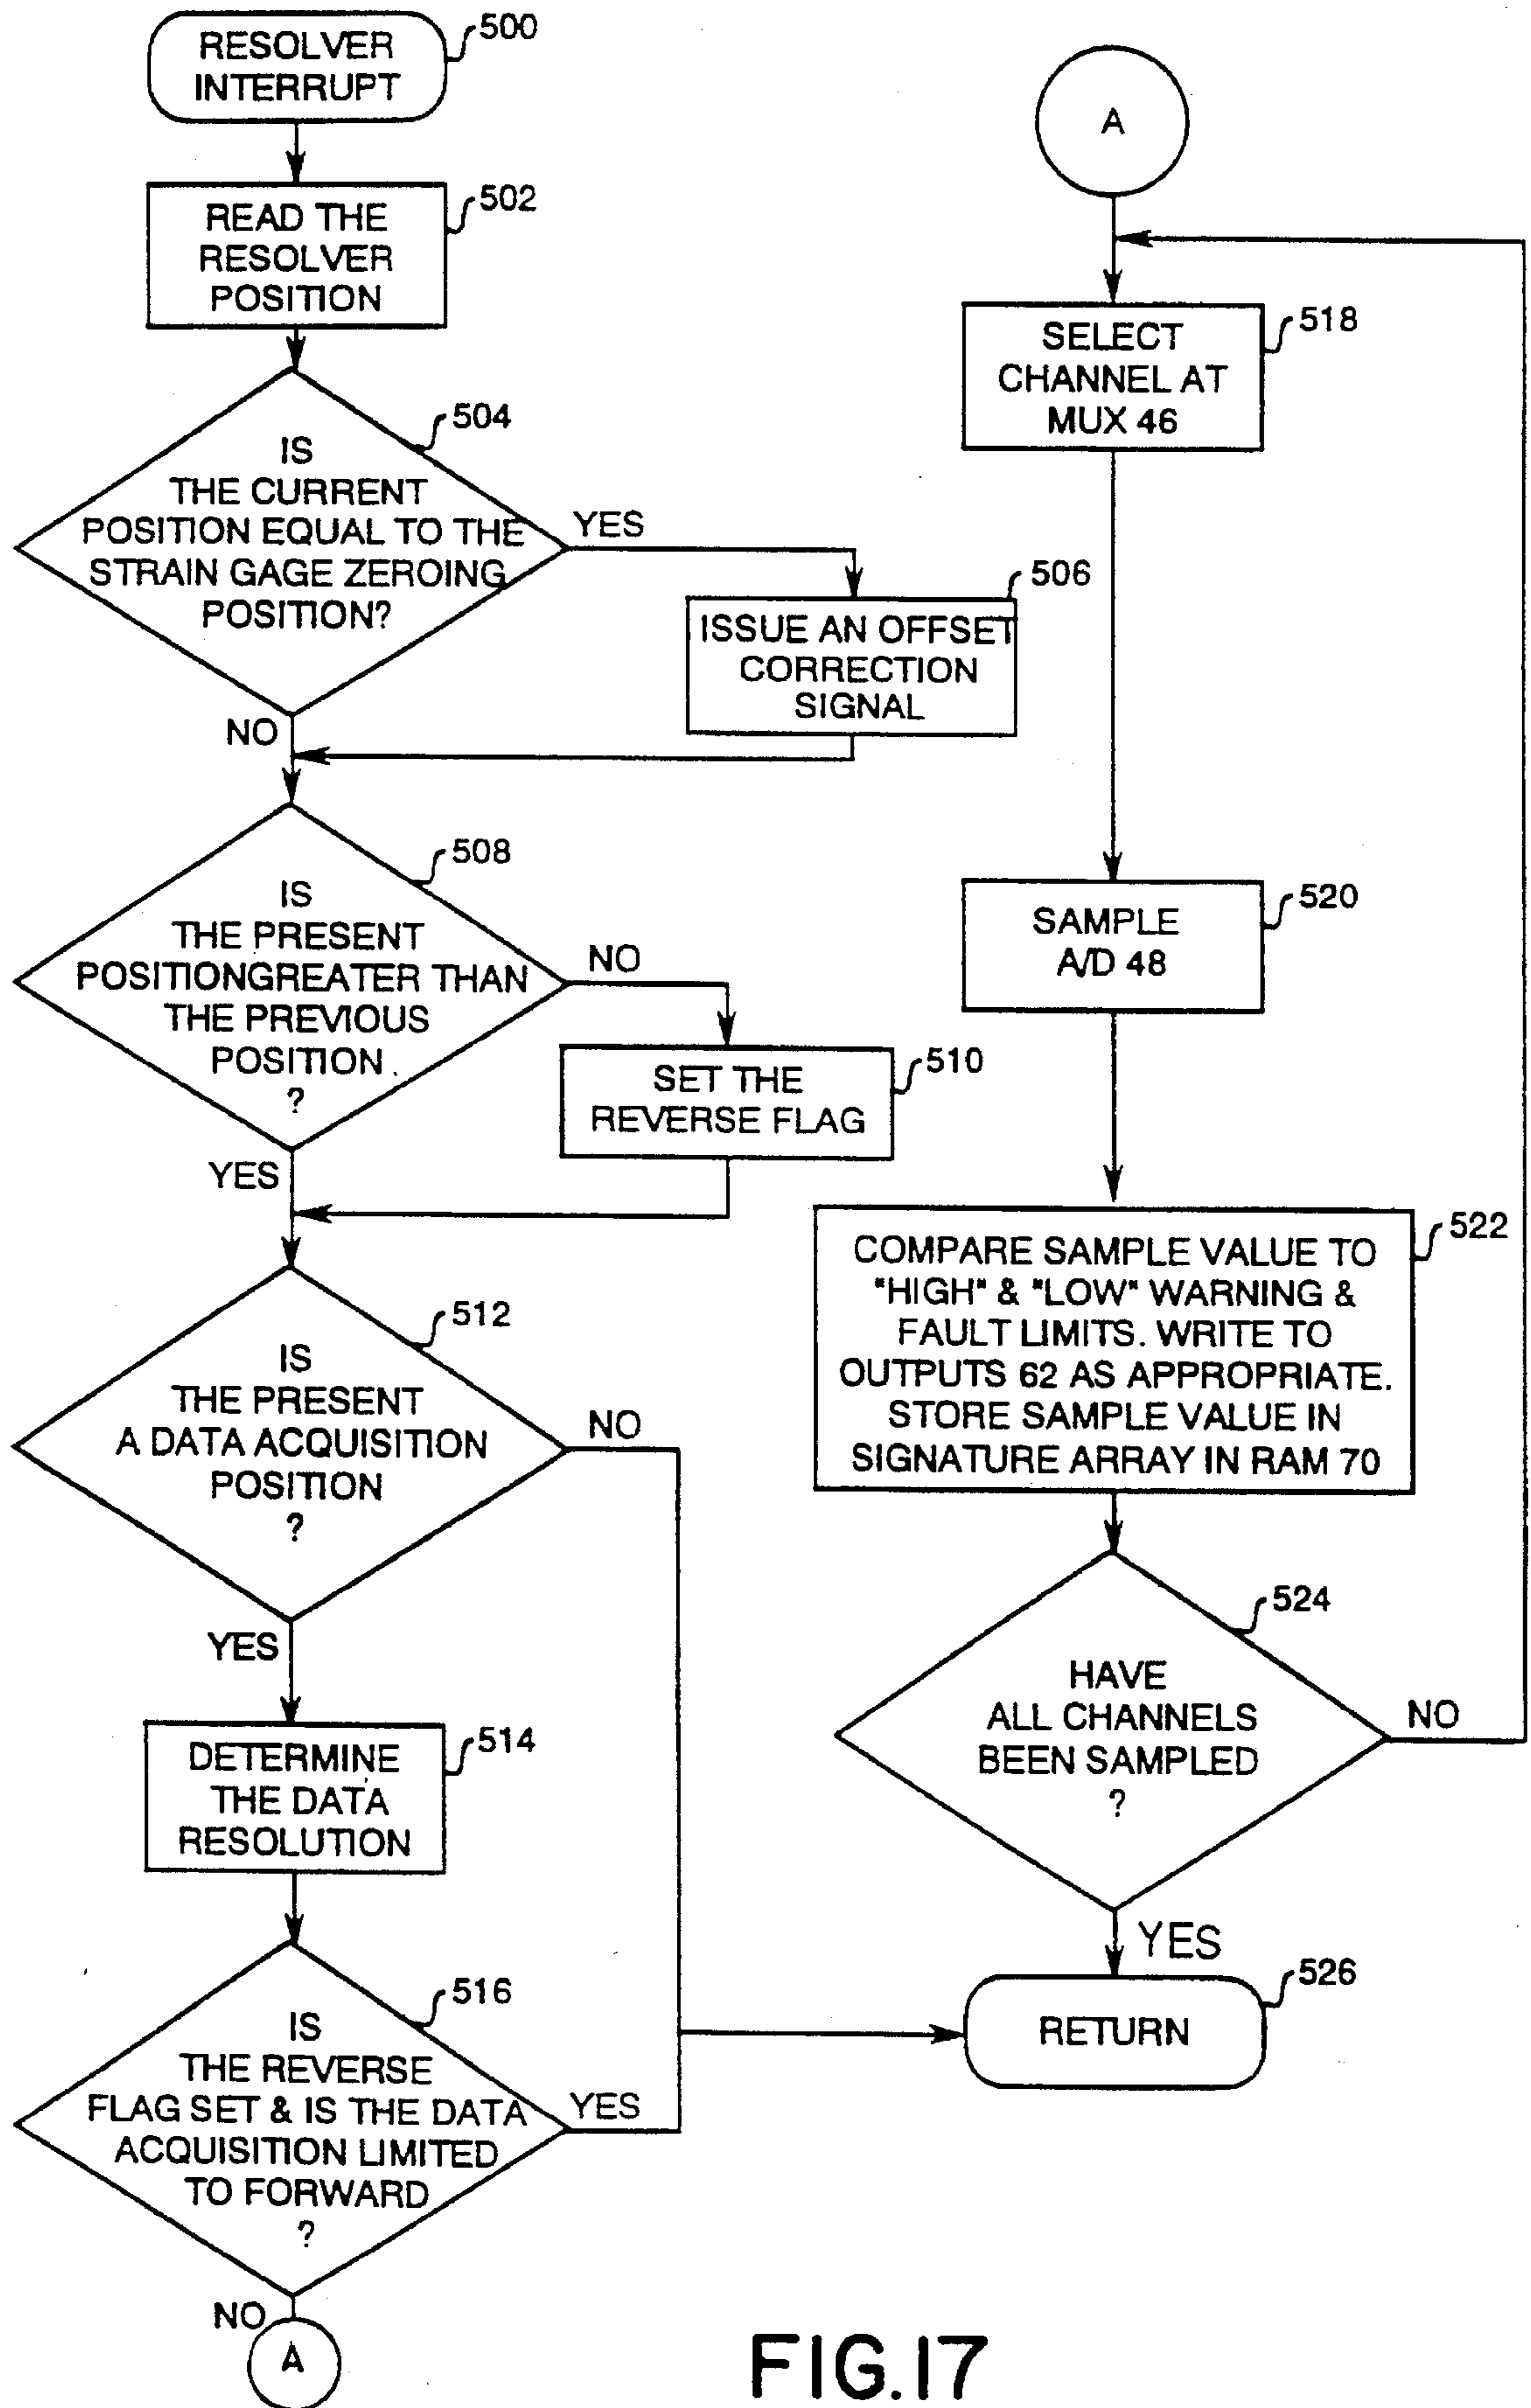 RESOLVER
INTERRUPT
500
READ THE
RESOLVER
POSITION
502
IS
THE CURRENT
POSITION EQUAL TO THE
STRAIN GAGE ZEROING
POSITION?
504
YES
NO
ISSUE AN OFFSET
CORRECTION
SIGNAL
506
IS
THE PRESENT
POSITIONGREATER THAN
THE PREVIOUS
POSITION
?
508
NO
YES
SET THE
REVERSE FLAG
510
IS
THE PRESENT
A DATA ACQUISITION
POSITION
?
512
NO
YES
DETERMINE
THE DATA
RESOLUTION
514
IS
THE REVERSE
FLAG SET & IS THE DATA
ACQUISITION LIMITED
TO FORWARD
?
516
YES
NO
A
A
SELECT
CHANNEL AT
MUX 46
518
SAMPLE
A/D 48
520
COMPARE SAMPLE VALUE TO
"HIGH" & "LOW" WARNING &
FAULT LIMITS. WRITE TO
OUTPUTS 62 AS APPROPRIATE.
STORE SAMPLE VALUE IN
SIGNATURE ARRAY IN RAM 70
522
HAVE
ALL CHANNELS
BEEN SAMPLED
?
524
NO
YES
RETURN
526
FIG.17